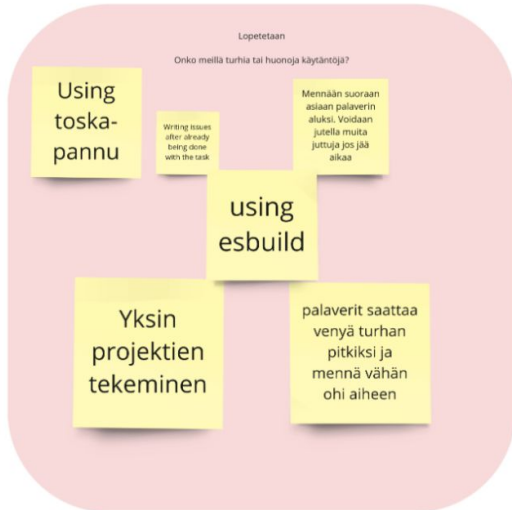 Lopetetaan
Onko meillä turhia tai huonoja käytäntöjä?
Using
toska-
pannu
Writing issues
after already
being done
with the task
Mennään suoraan
asiaan palaverin
aluksi. Voidaan
jutella muita
juttuja jos jää
aikaa
using
esbuild
Yksin
projektien
tekeminen
palaverit saattaa
venyä turhan
pitkiksi ja
mennä vähän
ohi aiheen